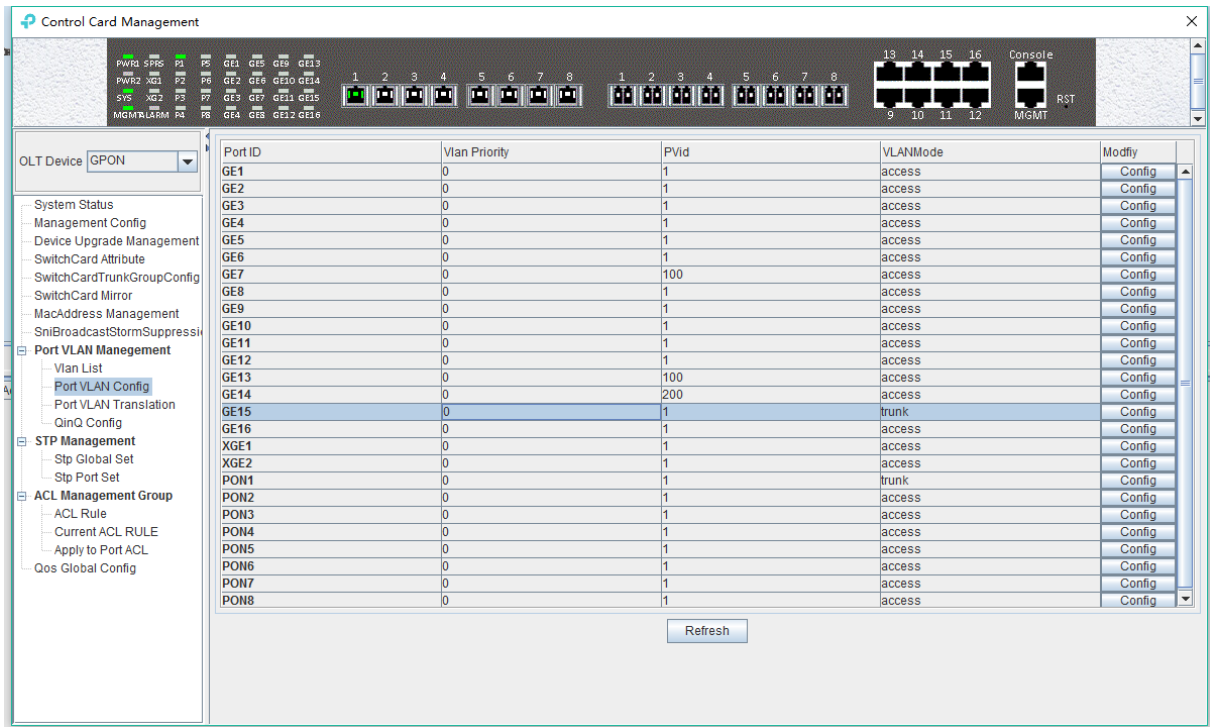 Control Card Management
PWR1 SPRS P1 P5 GE1 GE5 GE9 GE13
PWR2 XG1 P2 P6 GE2 GE6 GE10 GE14
SYS XG2 P3 P7 GE3 GE7 GE11 GE15
MGMT ALARM P4 P8 GE4 GE8 GE12 GE16
1 2 3 4 5 6 7 8
1 2 3 4 5 6 7 8
13 14 15 16
9 10 11 12
Console
MGMT
RST
OLT Device GPON
System Status
Management Config
Device Upgrade Management
SwitchCard Attribute
SwitchCardTrunkGroupConfig
SwitchCard Mirror
MacAddress Management
SniBroadcastStormSuppressi
Port VLAN Manegement
Vlan List
Port VLAN Config
Port VLAN Translation
QinQ Config
STP Management
Stp Global Set
Stp Port Set
ACL Management Group
ACL Rule
Current ACL RULE
Apply to Port ACL
Qos Global Config
Port ID Vlan Priority PVid VLANMode Modfiy
GE1 0 1 access Config
GE2 0 1 access Config
GE3 0 1 access Config
GE4 0 1 access Config
GE5 0 1 access Config
GE6 0 1 access Config
GE7 0 100 access Config
GE8 0 1 access Config
GE9 0 1 access Config
GE10 0 1 access Config
GE11 0 1 access Config
GE12 0 1 access Config
GE13 0 100 access Config
GE14 0 200 access Config
GE15 0 1 trunk Config
GE16 0 1 access Config
XGE1 0 1 access Config
XGE2 0 1 access Config
PON1 0 1 trunk Config
PON2 0 1 access Config
PON3 0 1 access Config
PON4 0 1 access Config
PON5 0 1 access Config
PON6 0 1 access Config
PON7 0 1 access Config
PON8 0 1 access Config
Refresh